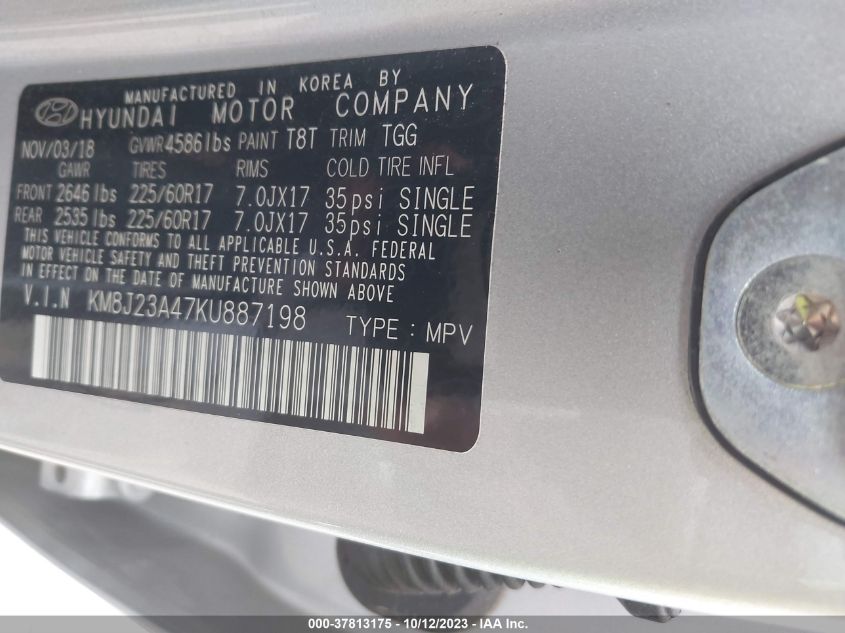 MANUFACTURED IN KOREA BY
HYUNDAI MOTOR COMPANY
NOV/03/18 GVWR 4586 lbs PAINT T8T TRIM TGG
GAWR TIRES RIMS COLD TIRE INFL
FRONT 2646 lbs 225/60R17 7.0JX17 35psi SINGLE
REAR 2535 lbs 225/60R17 7.0JX17 35psi SINGLE
THIS VEHICLE CONFORMS TO ALL APPLICABLE U.S.A. FEDERAL
MOTOR VEHICLE SAFETY AND THEFT PREVENTION STANDARDS
IN EFFECT ON THE DATE OF MANUFACTURE SHOWN ABOVE
V.I.N KM8J23A47KU887198 TYPE : MPV
000-37813175 - 10/12/2023 - IAA Inc.